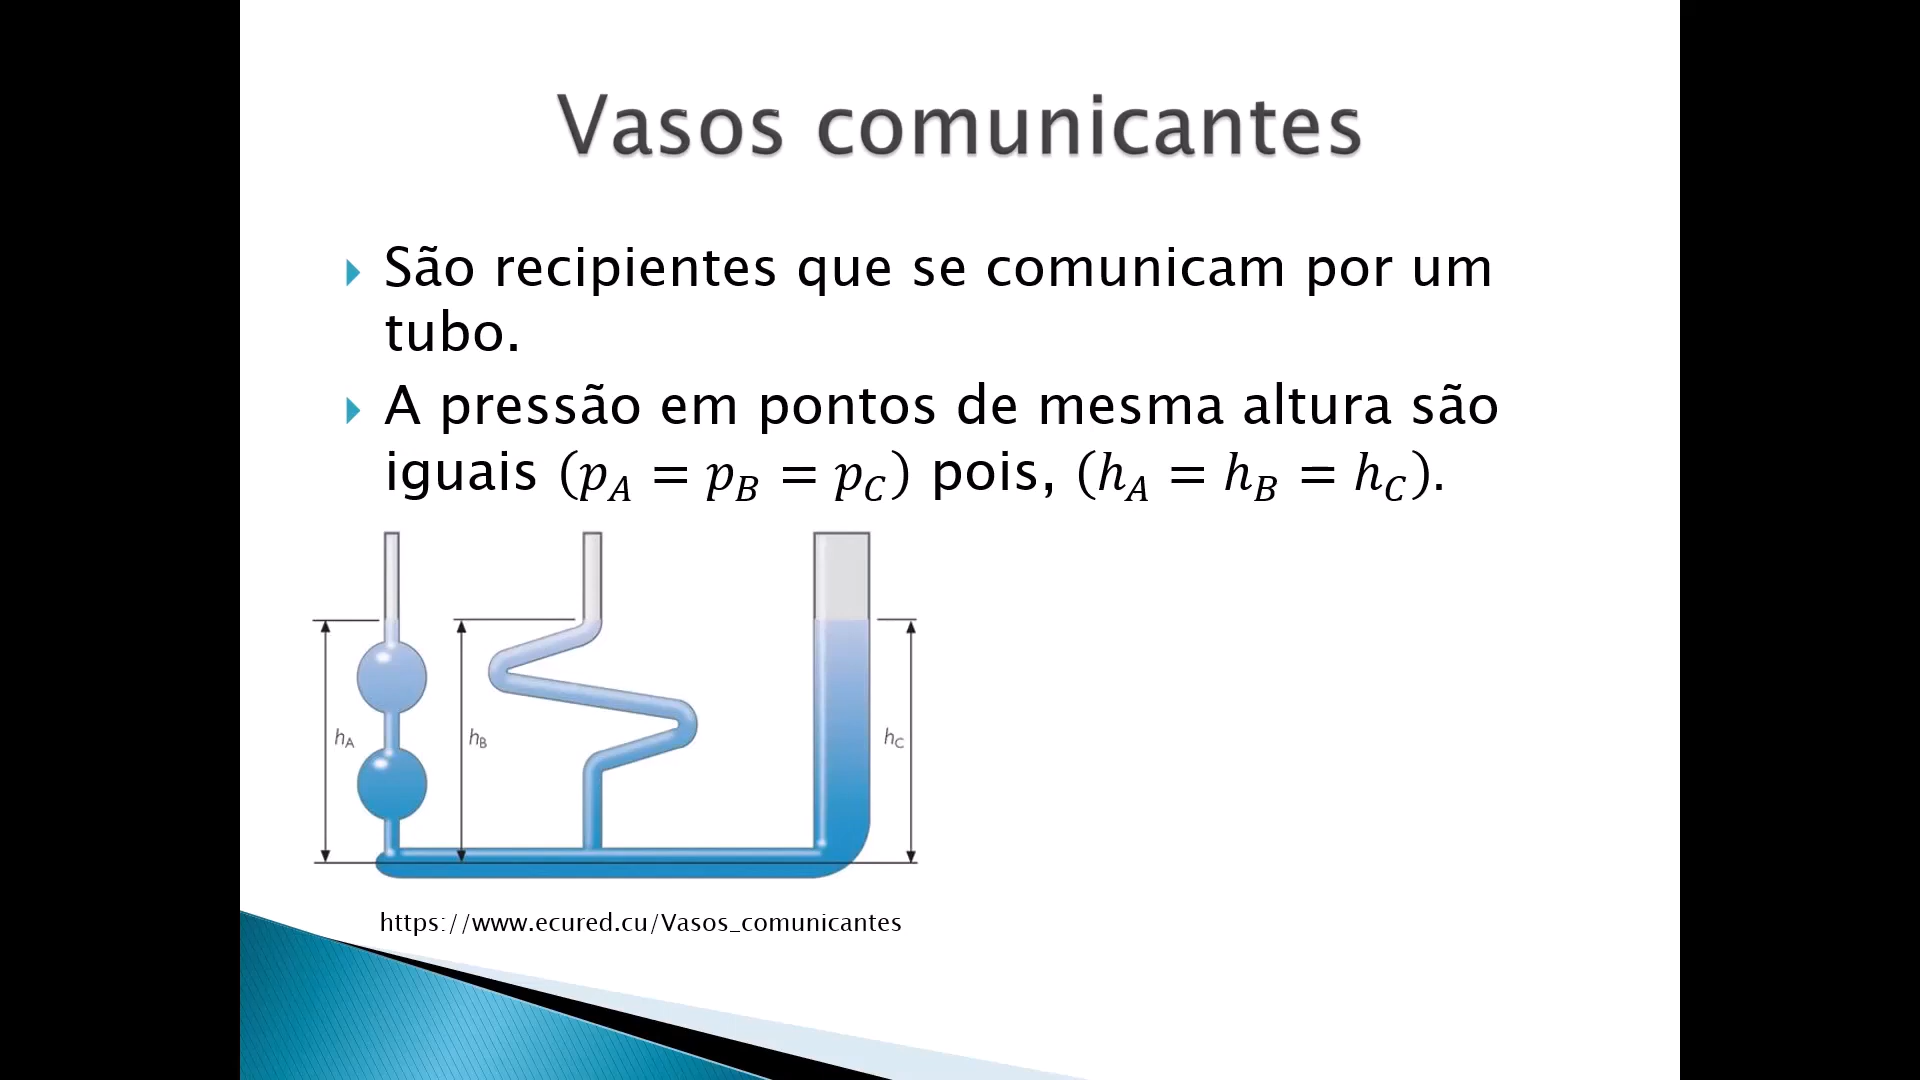 Vasos comunicantes
São recipientes que se comunicam por um
tubo.
A pressão em pontos de mesma altura são
iguais (p_A = p_B = p_C) pois, (h_A = h_B = h_C).
h_A
h_B
h_C
https://www.ecured.cu/Vasos_comunicantes